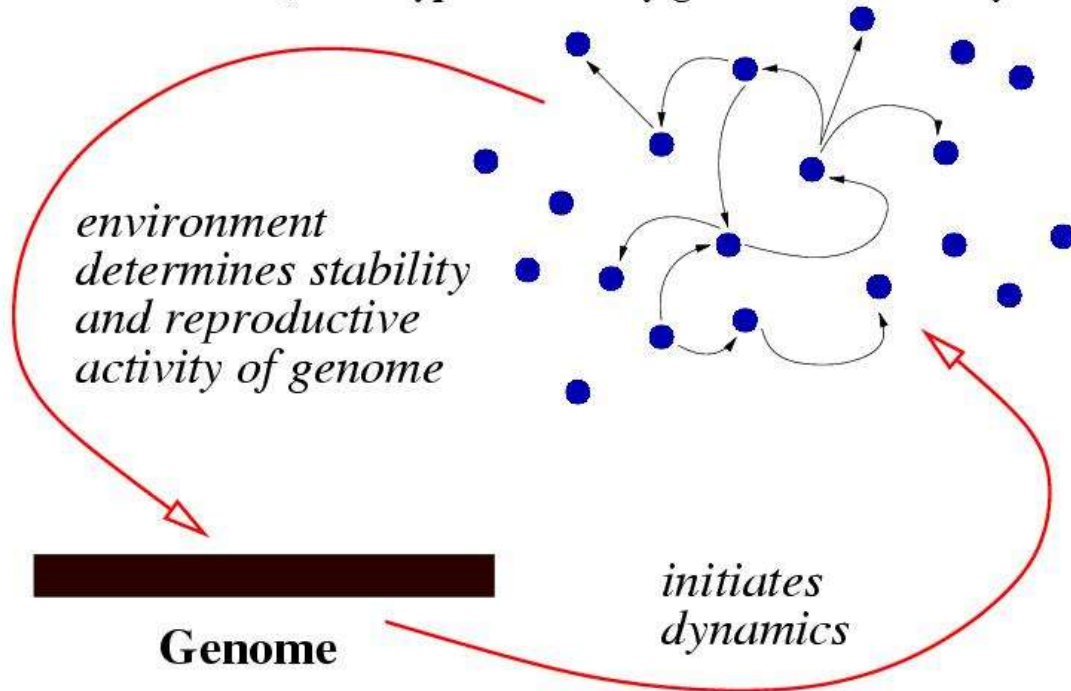 environment
determines stability
and reproductive
activity of genome
initiates
dynamics
Genome